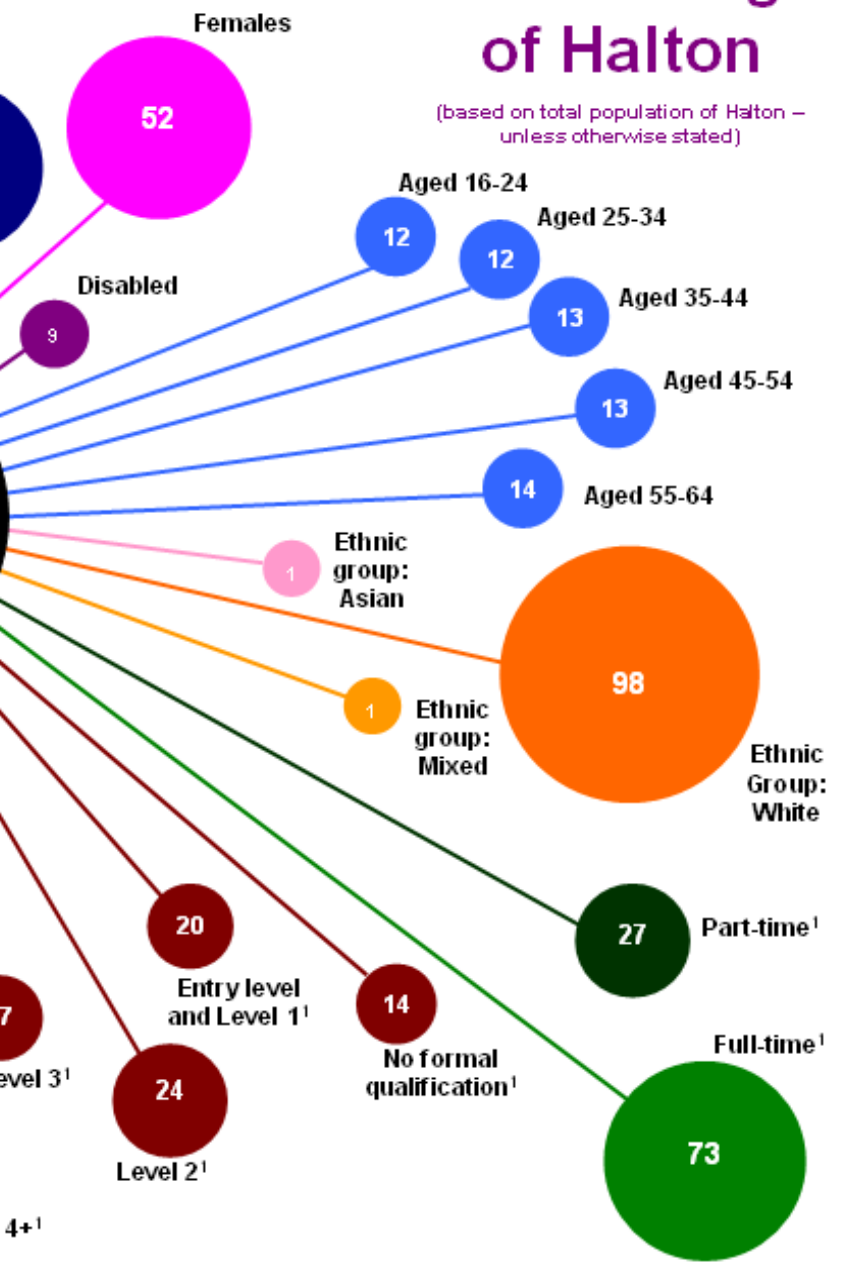 of Halton
(based on total population of Halton –
unless otherwise stated)
Females
52
Aged 16-24
12
Aged 25-34
12
Disabled
9
Aged 35-44
13
Aged 45-54
13
Aged 55-64
14
Ethnic
group:
Asian
1
98
Ethnic
Group:
White
1
Ethnic
group:
Mixed
27
Part-time¹
20
Entry level
and Level 1¹
14
No formal
qualification¹
Full-time¹
73
7
evel 3¹
24
Level 2¹
4+¹